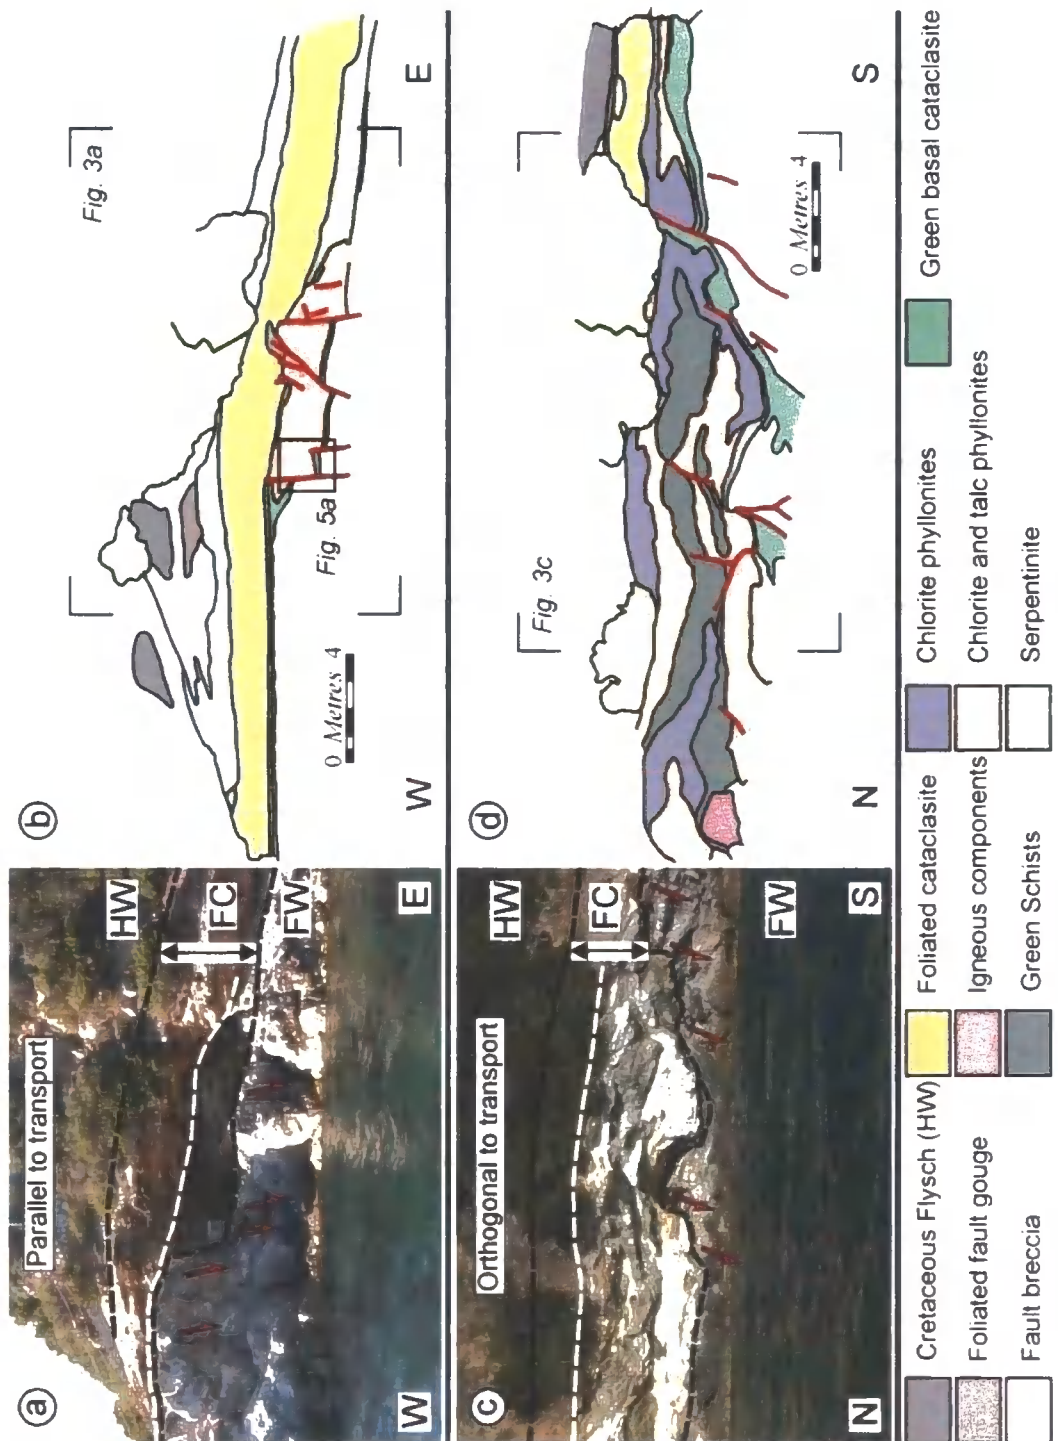 a
Parallel to transport
HW
FC
FW
W
E
b
Fig. 3a
Fig. 5a
0 Metres 4
W
E
c
Orthogonal to transport
HW
FC
FW
N
S
d
Fig. 3c
0 Metres 4
N
S
Cretaceous Flysch (HW)
Foliated cataclasite
Chlorite phyllonites
Green basal cataclasite
Foliated fault gouge
Igneous components
Chlorite and talc phyllonites
Fault breccia
Green Schists
Serpentinite